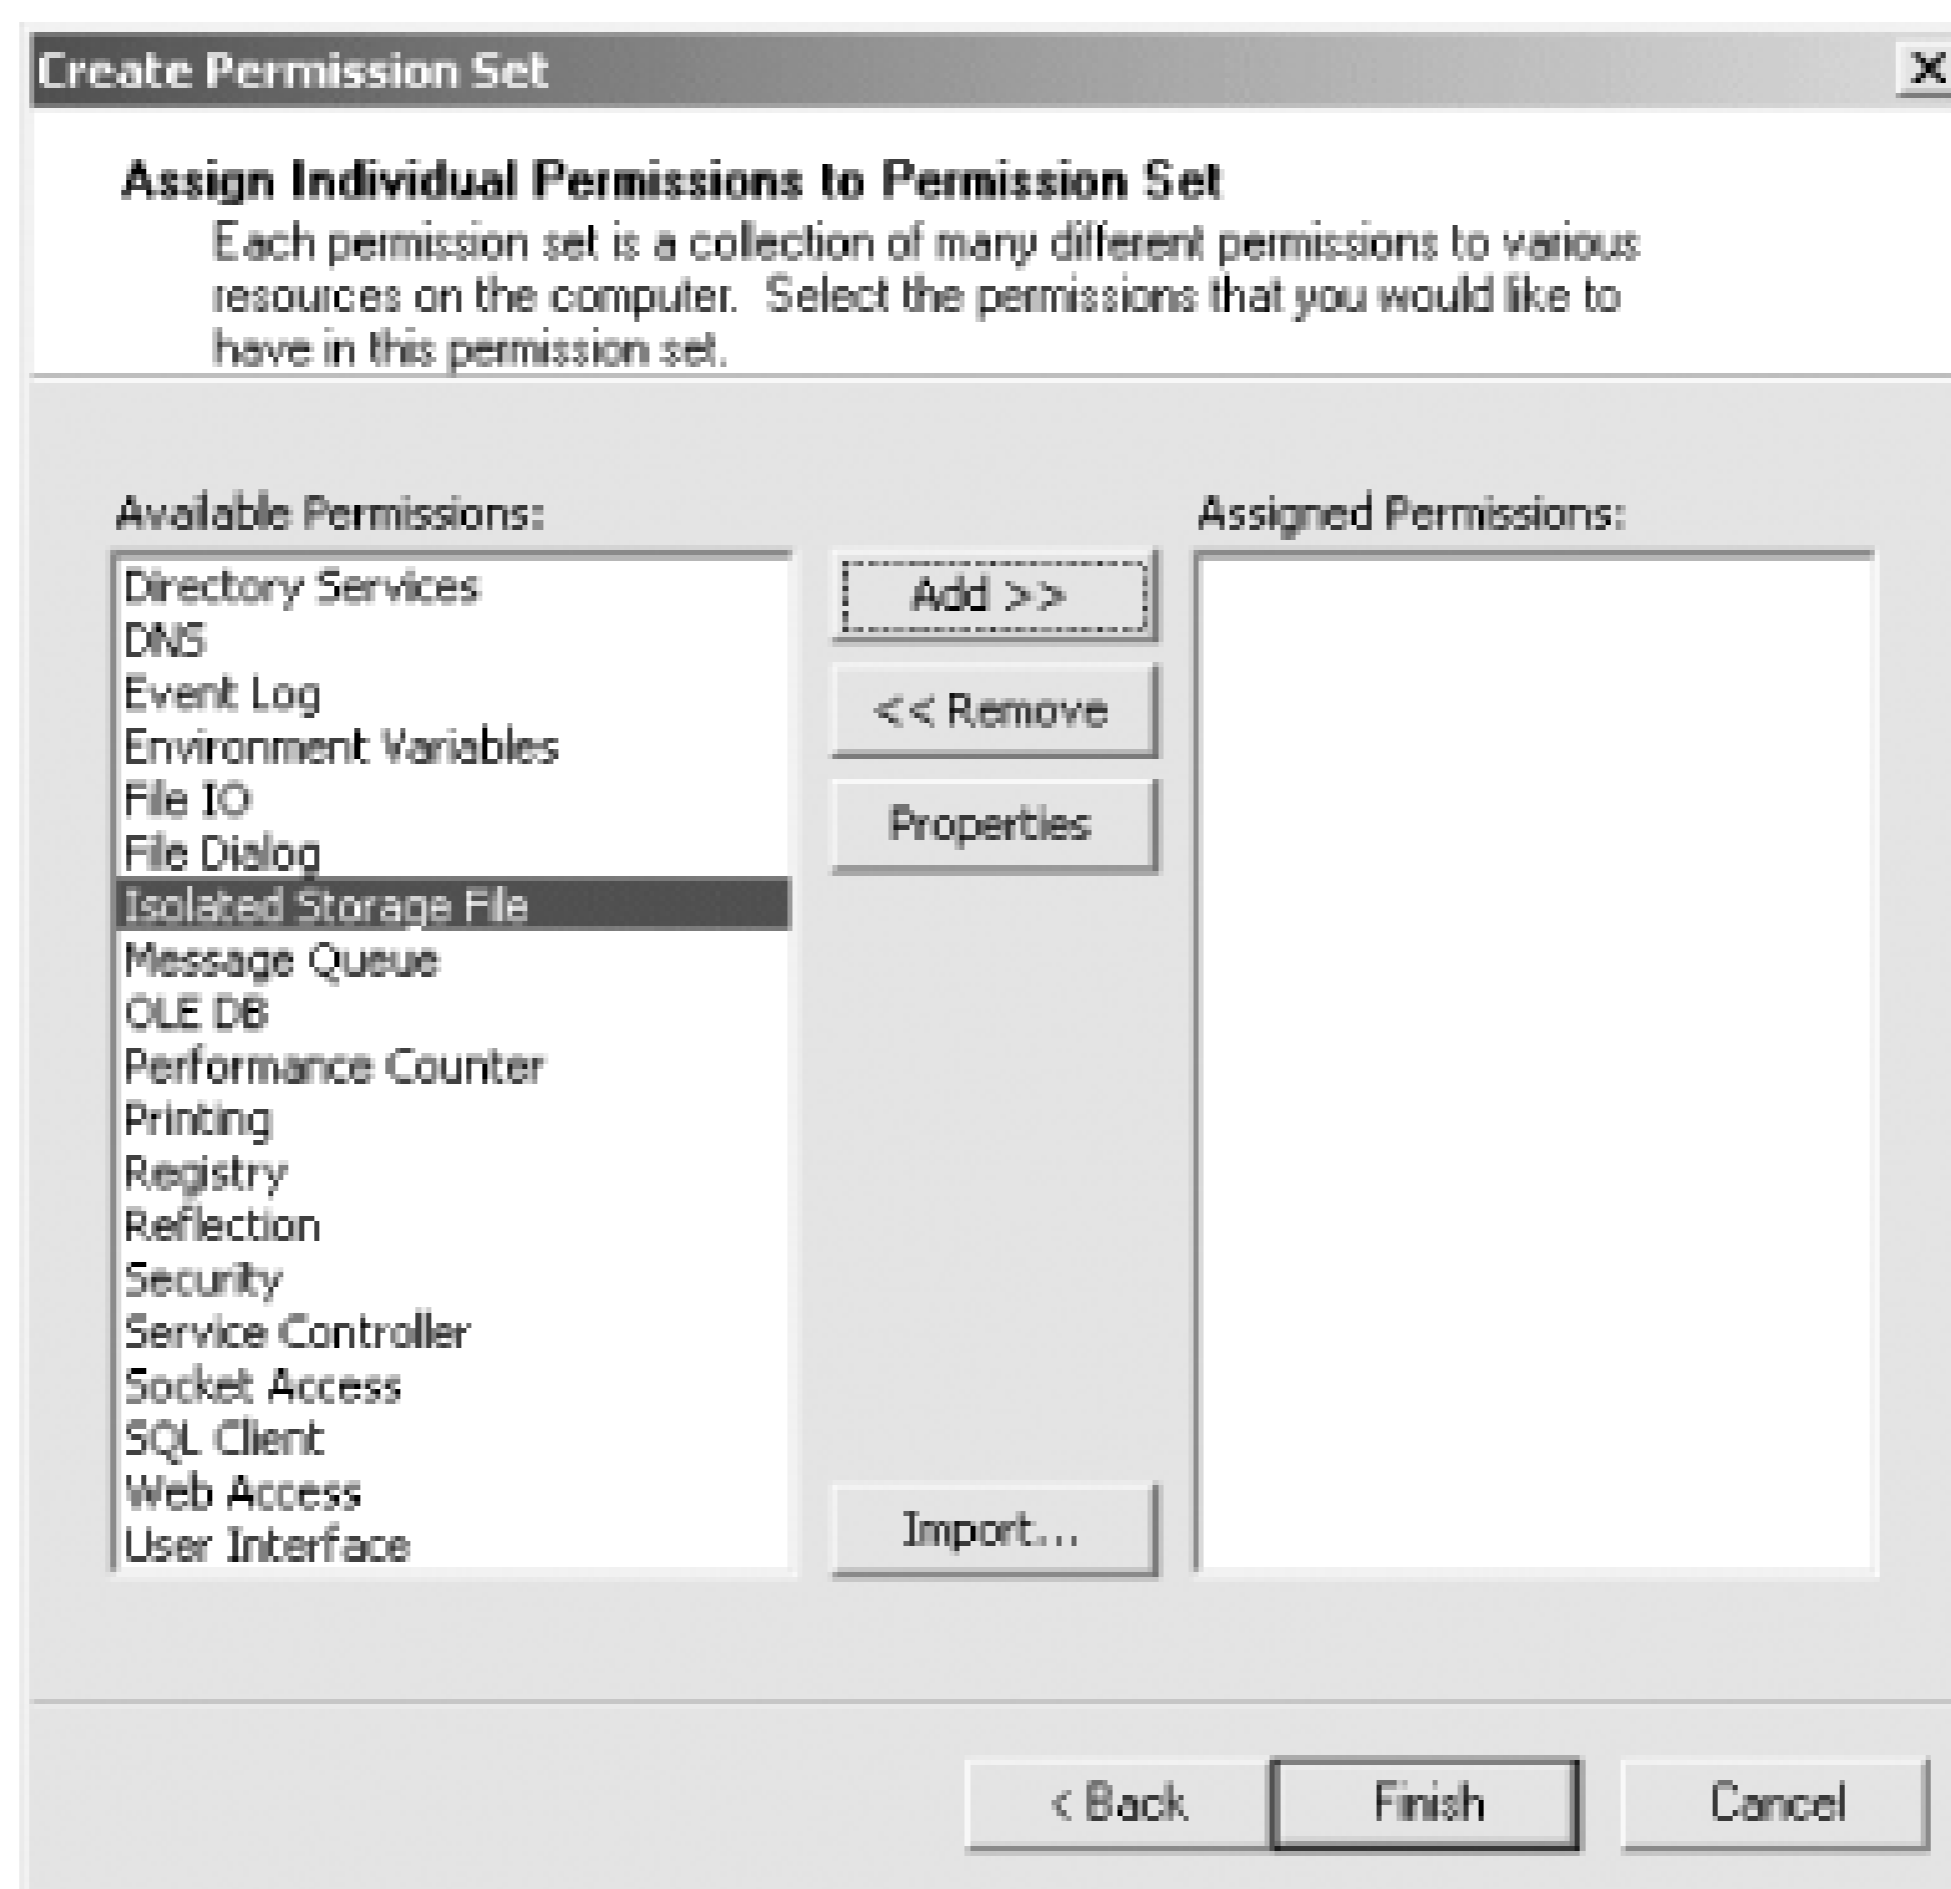 Create Permission Set
Assign Individual Permissions to Permission Set
Each permission set is a collection of many different permissions to various
resources on the computer. Select the permissions that you would like to
have in this permission set.
Available Permissions:
Directory Services
DNS
Event Log
Environment Variables
File IO
File Dialog
Isolated Storage File
Message Queue
OLE DB
Performance Counter
Printing
Registry
Reflection
Security
Service Controller
Socket Access
SQL Client
Web Access
User Interface
Add >>
<< Remove
Properties
Import...
Assigned Permissions:
< Back
Finish
Cancel